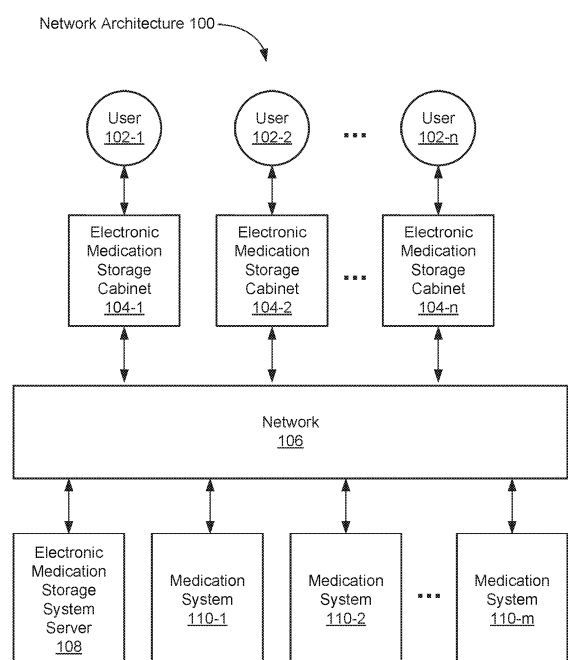 Network Architecture 100
User
102-1
User
102-2
...
User
102-n
Electronic
Medication
Storage
Cabinet
104-1
Electronic
Medication
Storage
Cabinet
104-2
...
Electronic
Medication
Storage
Cabinet
104-n
Network
106
Electronic
Medication
Storage
System
Server
108
Medication
System
110-1
Medication
System
110-2
...
Medication
System
110-m